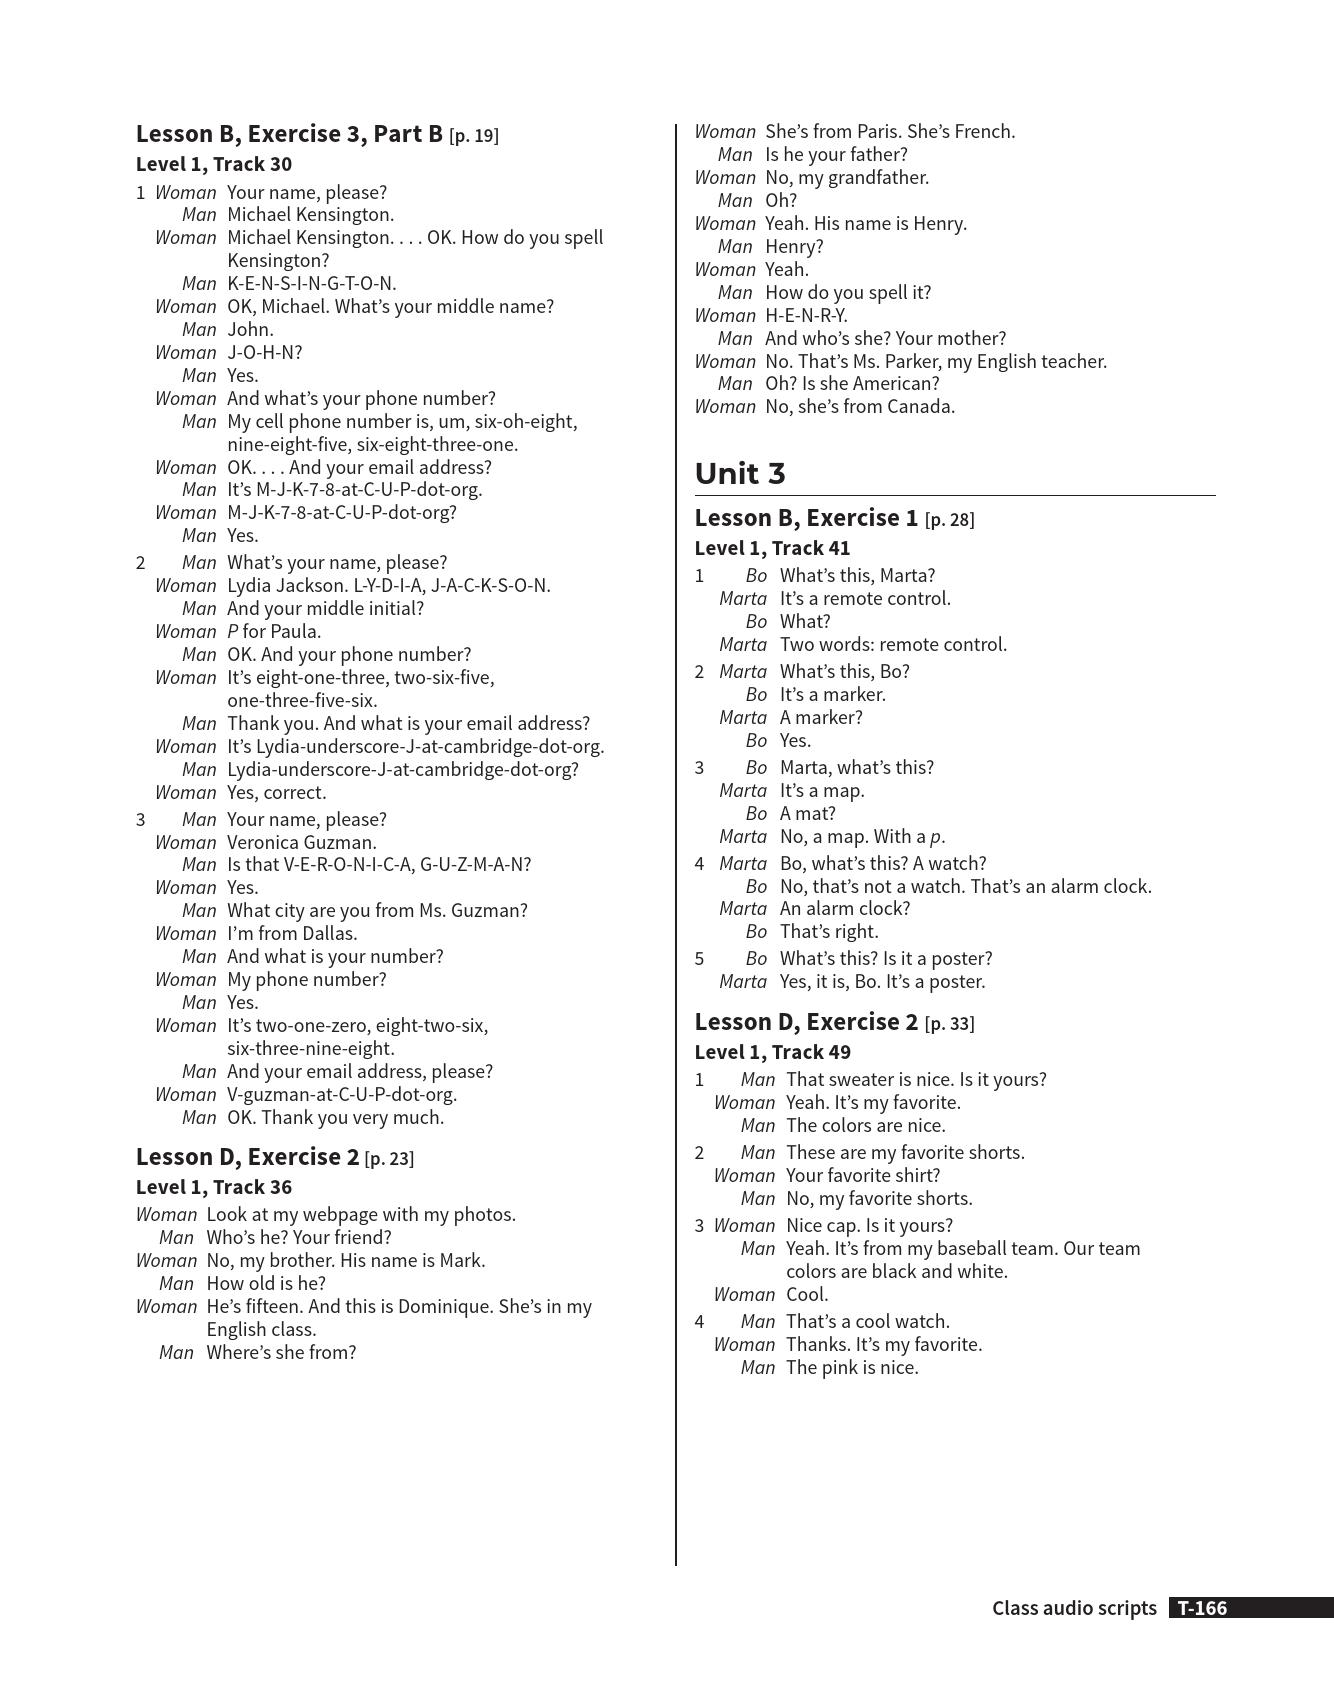 Lesson B, Exercise 3, Part B [p. 19]
Level 1, Track 30
1 Woman Your name, please?
Man Michael Kensington.
Woman Michael Kensington. . . . OK. How do you spell
Kensington?
Man K-E-N-S-I-N-G-T-O-N.
Woman OK, Michael. What’s your middle name?
Man John.
Woman J-O-H-N?
Man Yes.
Woman And what’s your phone number?
Man My cell phone number is, um, six-oh-eight,
nine-eight-five, six-eight-three-one.
Woman OK. . . . And your email address?
Man It’s M-J-K-7-8-at-C-U-P-dot-org.
Woman M-J-K-7-8-at-C-U-P-dot-org?
Man Yes.
2 Man What’s your name, please?
Woman Lydia Jackson. L-Y-D-I-A, J-A-C-K-S-O-N.
Man And your middle initial?
Woman P for Paula.
Man OK. And your phone number?
Woman It’s eight-one-three, two-six-five,
one-three-five-six.
Man Thank you. And what is your email address?
Woman It’s Lydia-underscore-J-at-cambridge-dot-org.
Man Lydia-underscore-J-at-cambridge-dot-org?
Woman Yes, correct.
3 Man Your name, please?
Woman Veronica Guzman.
Man Is that V-E-R-O-N-I-C-A, G-U-Z-M-A-N?
Woman Yes.
Man What city are you from Ms. Guzman?
Woman I’m from Dallas.
Man And what is your number?
Woman My phone number?
Man Yes.
Woman It’s two-one-zero, eight-two-six,
six-three-nine-eight.
Man And your email address, please?
Woman V-guzman-at-C-U-P-dot-org.
Man OK. Thank you very much.
Lesson D, Exercise 2 [p. 23]
Level 1, Track 36
Woman Look at my webpage with my photos.
Man Who’s he? Your friend?
Woman No, my brother. His name is Mark.
Man How old is he?
Woman He’s fifteen. And this is Dominique. She’s in my
English class.
Man Where’s she from?
Woman She’s from Paris. She’s French.
Man Is he your father?
Woman No, my grandfather.
Man Oh?
Woman Yeah. His name is Henry.
Man Henry?
Woman Yeah.
Man How do you spell it?
Woman H-E-N-R-Y.
Man And who’s she? Your mother?
Woman No. That’s Ms. Parker, my English teacher.
Man Oh? Is she American?
Woman No, she’s from Canada.
Unit 3
Lesson B, Exercise 1 [p. 28]
Level 1, Track 41
1 Bo What’s this, Marta?
Marta It’s a remote control.
Bo What?
Marta Two words: remote control.
2 Marta What’s this, Bo?
Bo It’s a marker.
Marta A marker?
Bo Yes.
3 Bo Marta, what’s this?
Marta It’s a map.
Bo A mat?
Marta No, a map. With a p.
4 Marta Bo, what’s this? A watch?
Bo No, that’s not a watch. That’s an alarm clock.
Marta An alarm clock?
Bo That’s right.
5 Bo What’s this? Is it a poster?
Marta Yes, it is, Bo. It’s a poster.
Lesson D, Exercise 2 [p. 33]
Level 1, Track 49
1 Man That sweater is nice. Is it yours?
Woman Yeah. It’s my favorite.
Man The colors are nice.
2 Man These are my favorite shorts.
Woman Your favorite shirt?
Man No, my favorite shorts.
3 Woman Nice cap. Is it yours?
Man Yeah. It’s from my baseball team. Our team
colors are black and white.
Woman Cool.
4 Man That’s a cool watch.
Woman Thanks. It’s my favorite.
Man The pink is nice.
Class audio scripts T-166